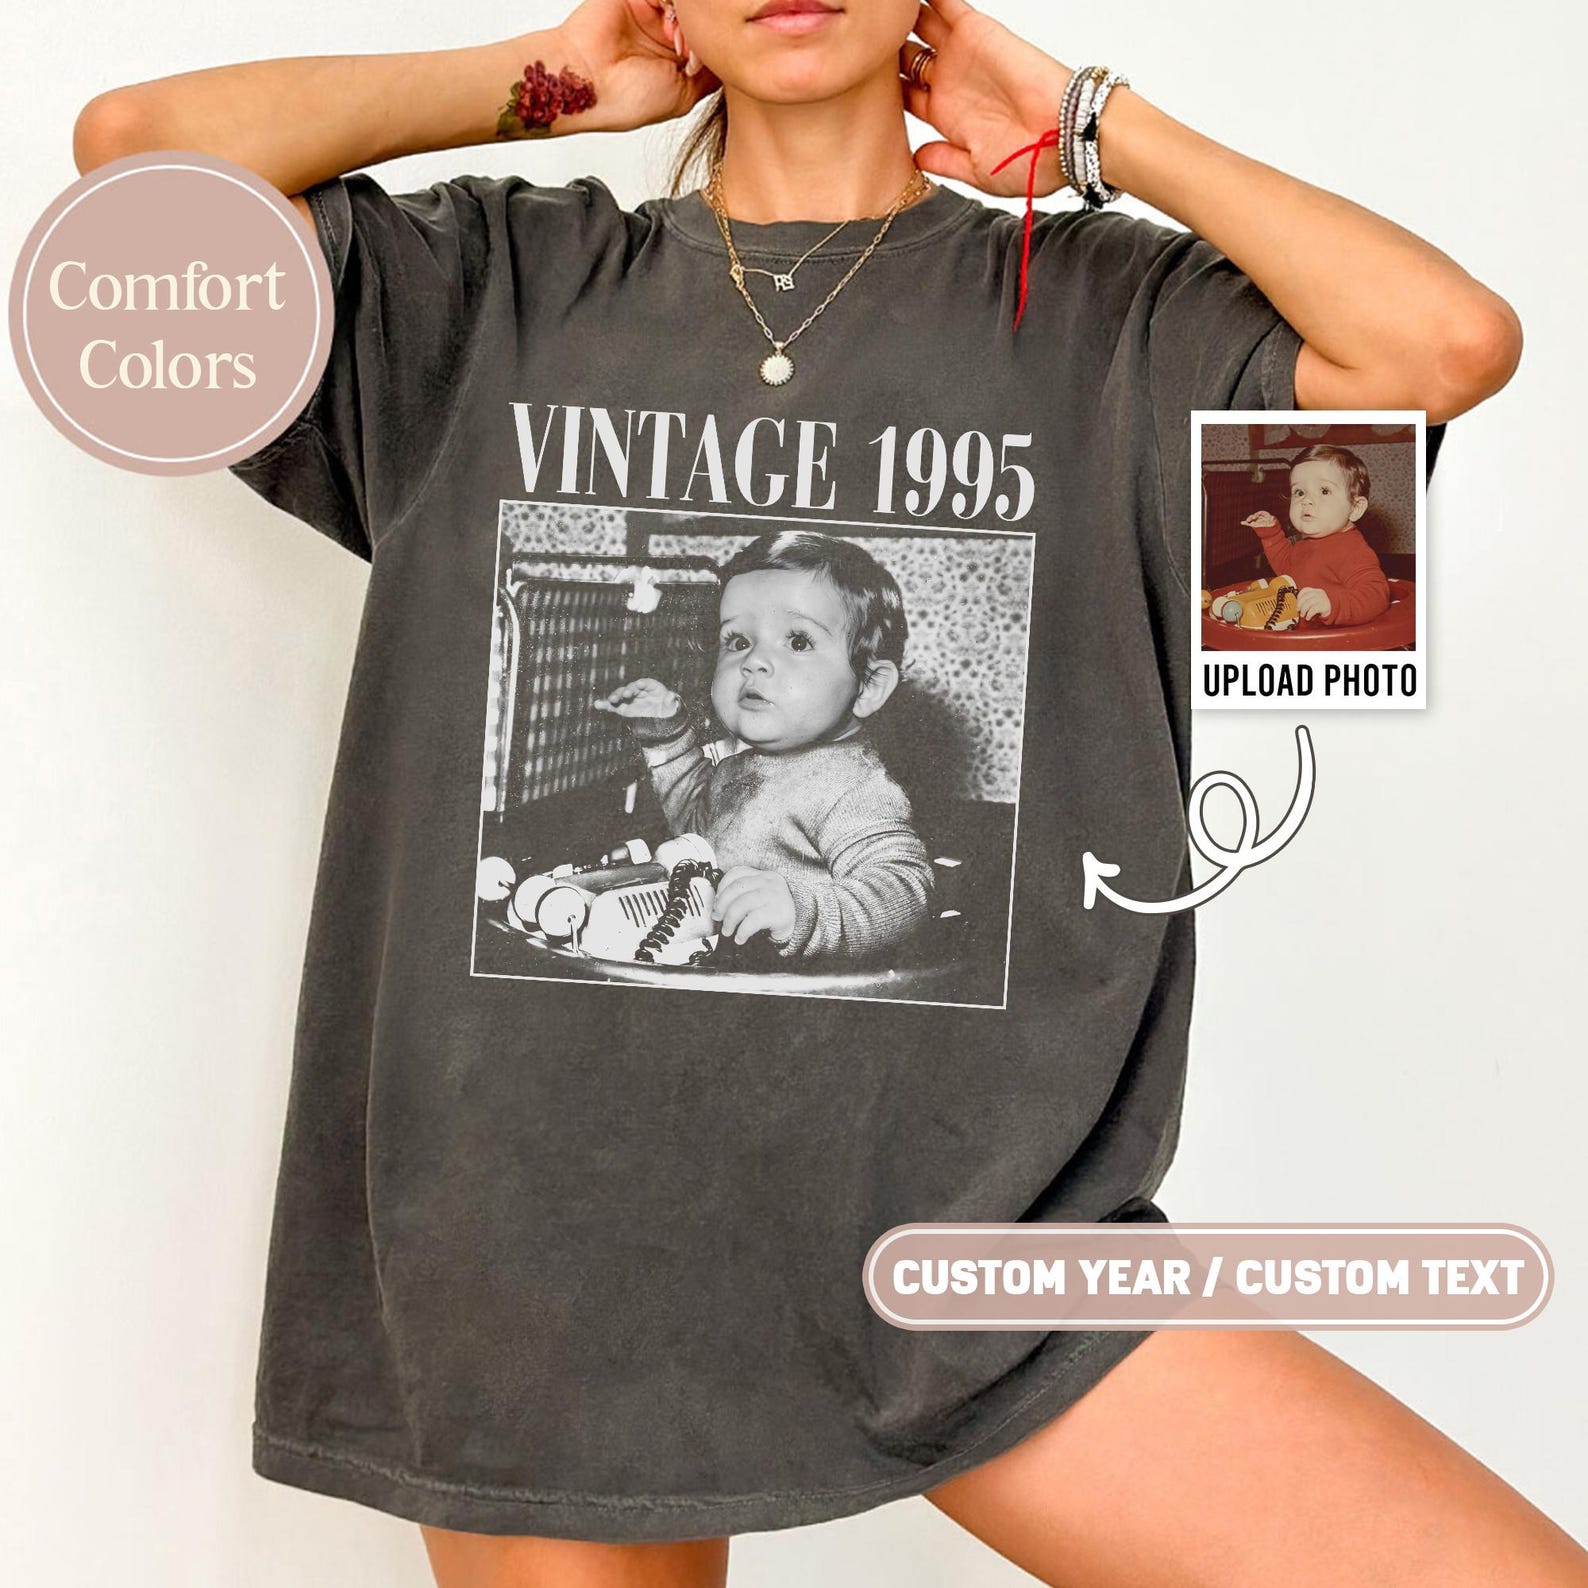 Comfort
Colors
VINTAGE 1995
UPLOAD PHOTO
CUSTOM YEAR / CUSTOM TEXT